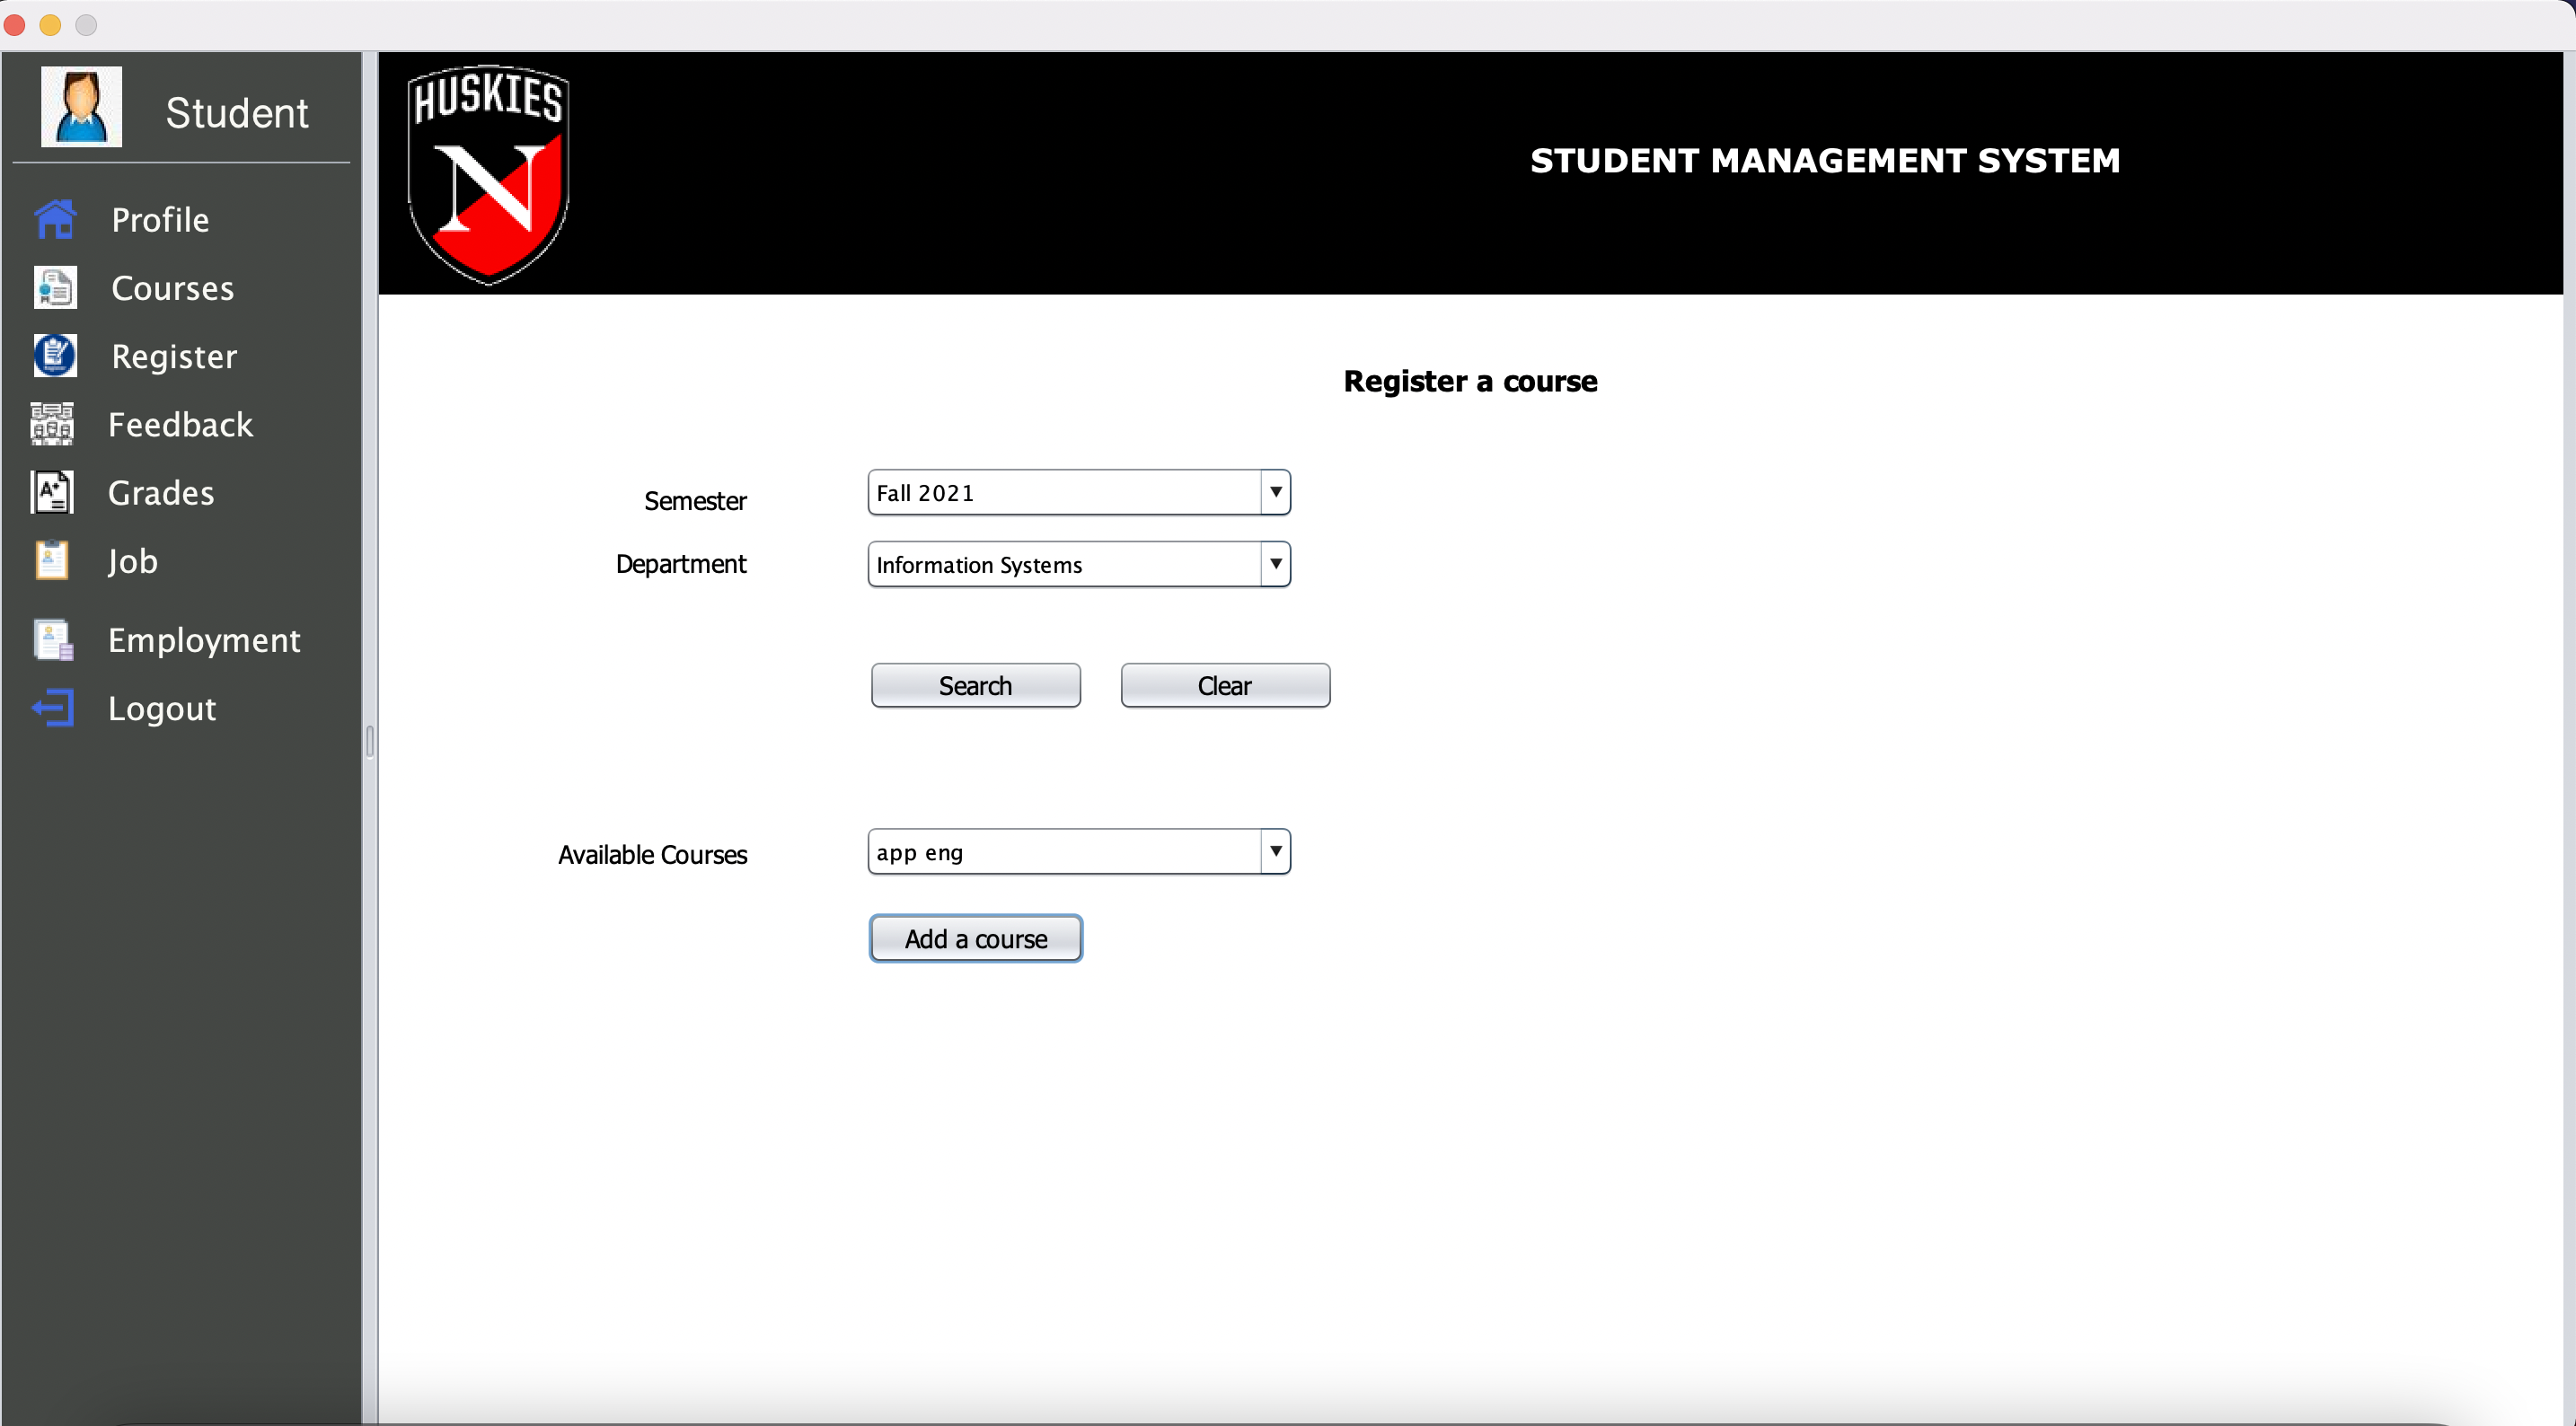 Student
Profile
Courses
Register
Feedback
Grades
Job
Employment
Logout
HUSKIES
N
STUDENT MANAGEMENT SYSTEM
Register a course
Semester
Fall 2021
Department
Information Systems
Search Clear
Available Courses
app eng
Add a course